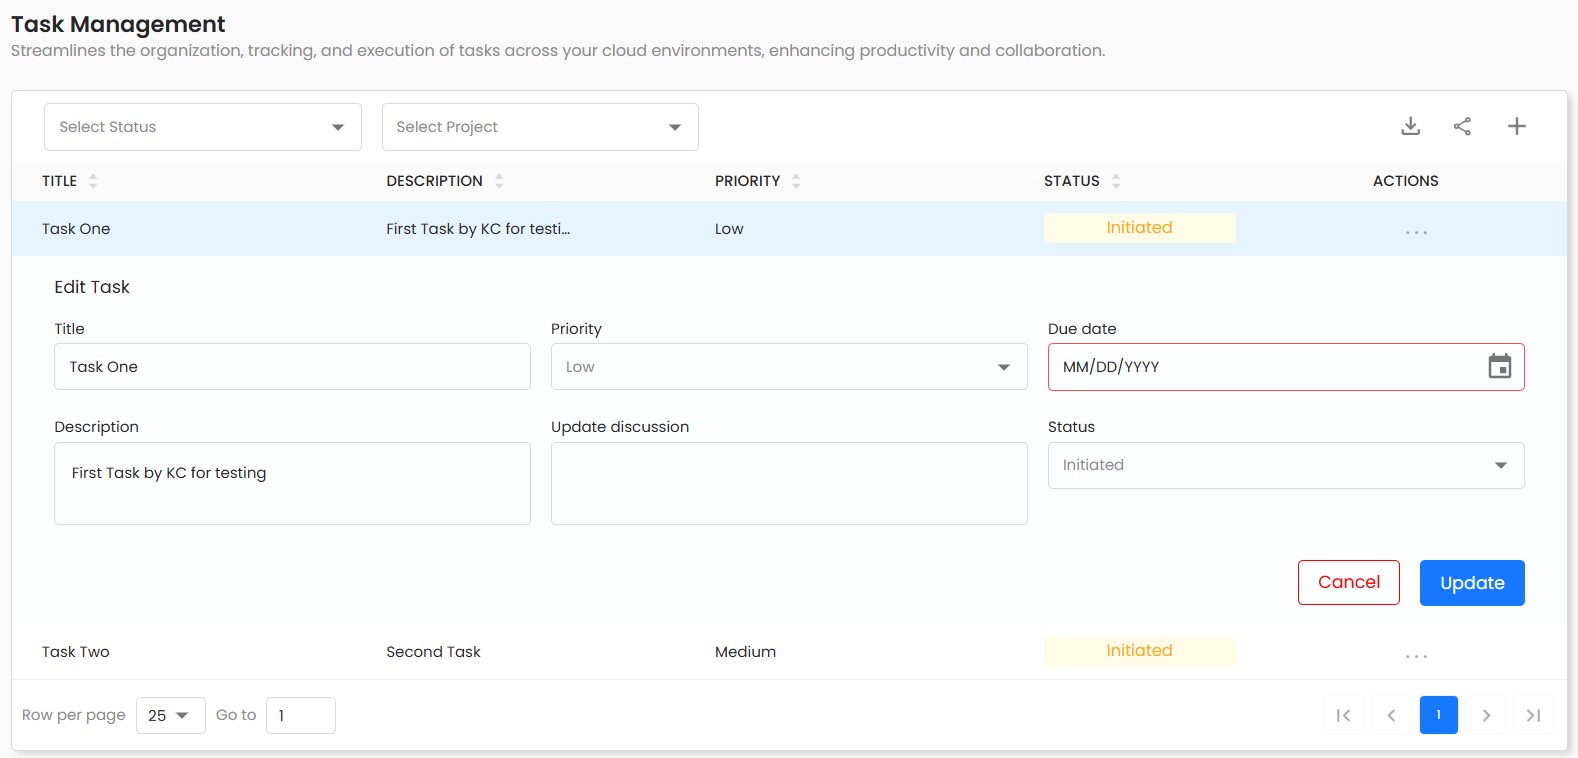 Task Management
Streamlines the organization, tracking, and execution of tasks across your cloud environments, enhancing productivity and collaboration.
Select Status Select Project
TITLE DESCRIPTION PRIORITY STATUS ACTIONS
Task One First Task by KC for testi... Low Initiated ...
Edit Task
Title Priority Due date
Task One Low MM/DD/YYYY
Description Update discussion Status
First Task by KC for testing Initiated
Cancel Update
Task Two Second Task Medium Initiated ...
Row per page 25 Go to 1 1